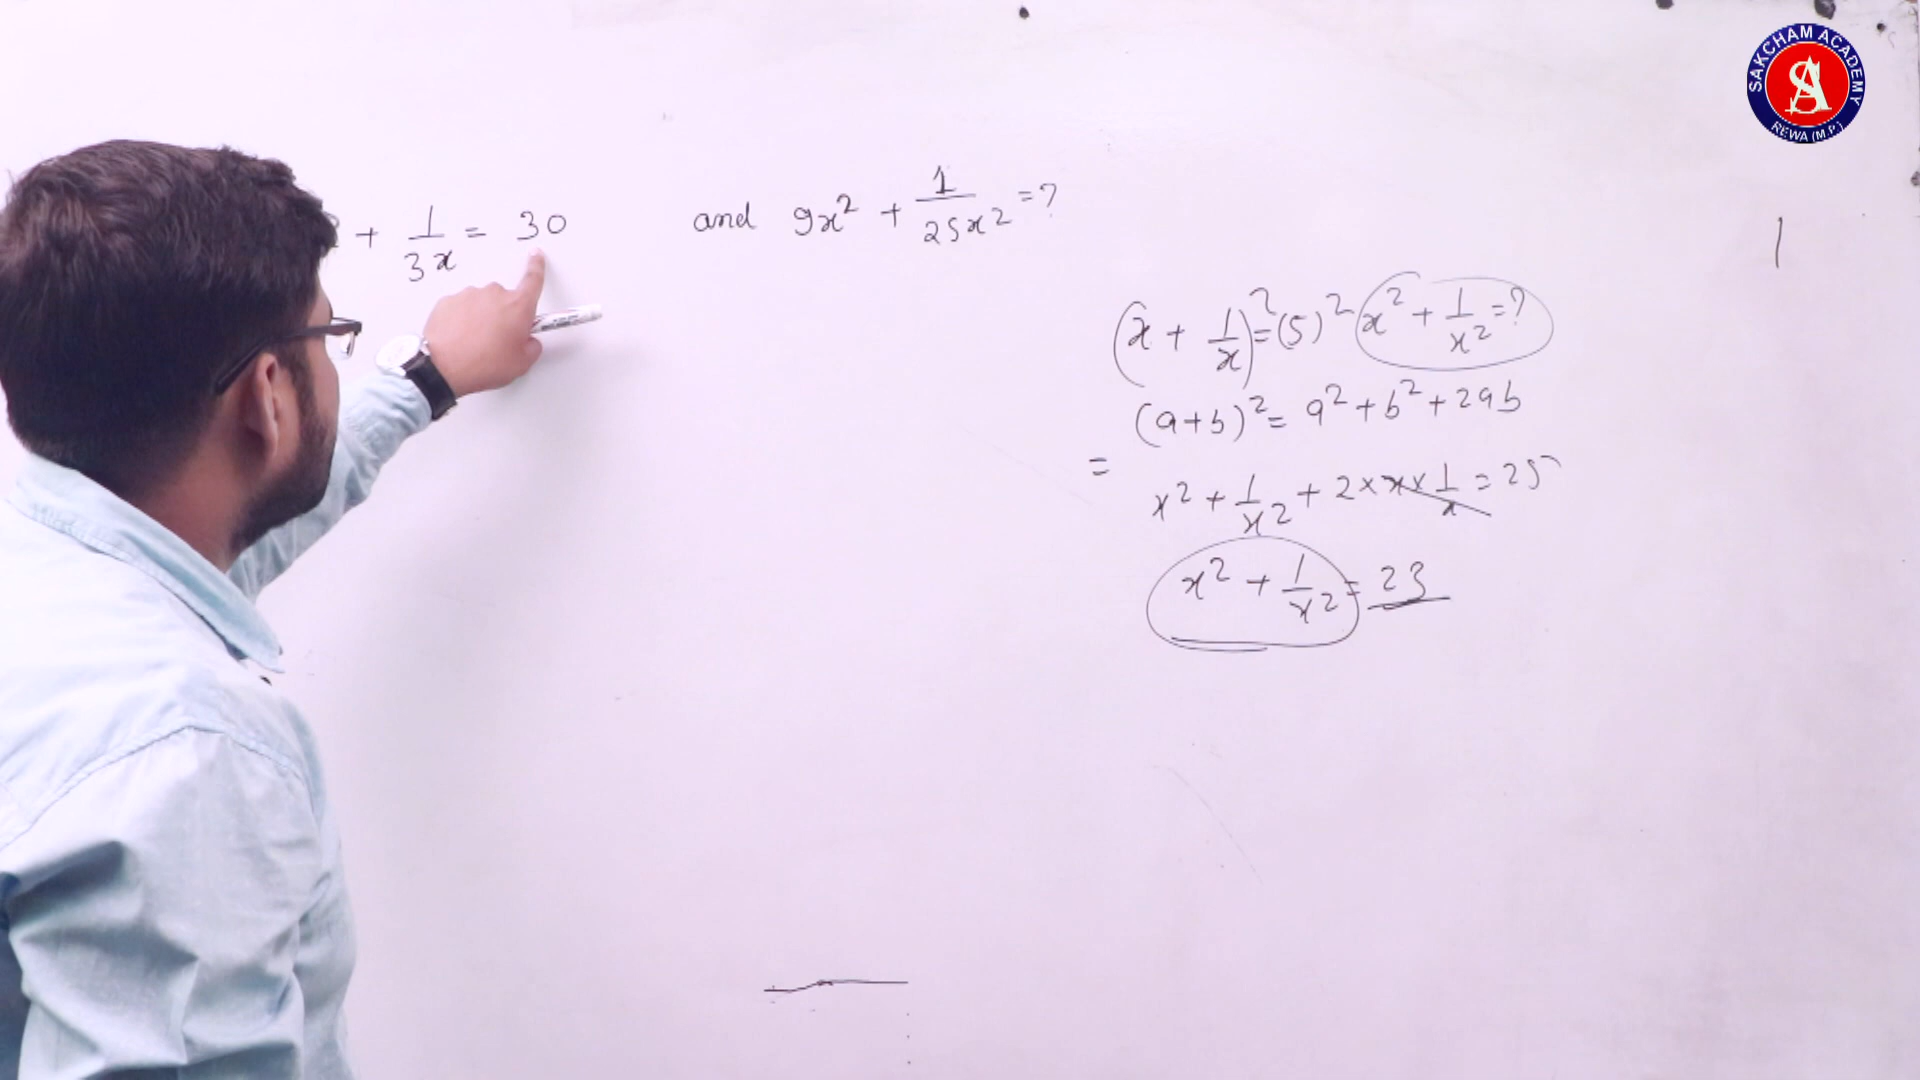 + 1/3x = 30 and 9x² + 1/25x² = ?
(x + 1/x)² = (5)² x² + 1/x² = ?
(a+b)² = a² + b² + 2ab
=
x² + 1/x² + 2 × x × 1/x = 25
x² + 1/x² = 23
SAKCHAM ACADEMY
SA
REWA (M.P.)